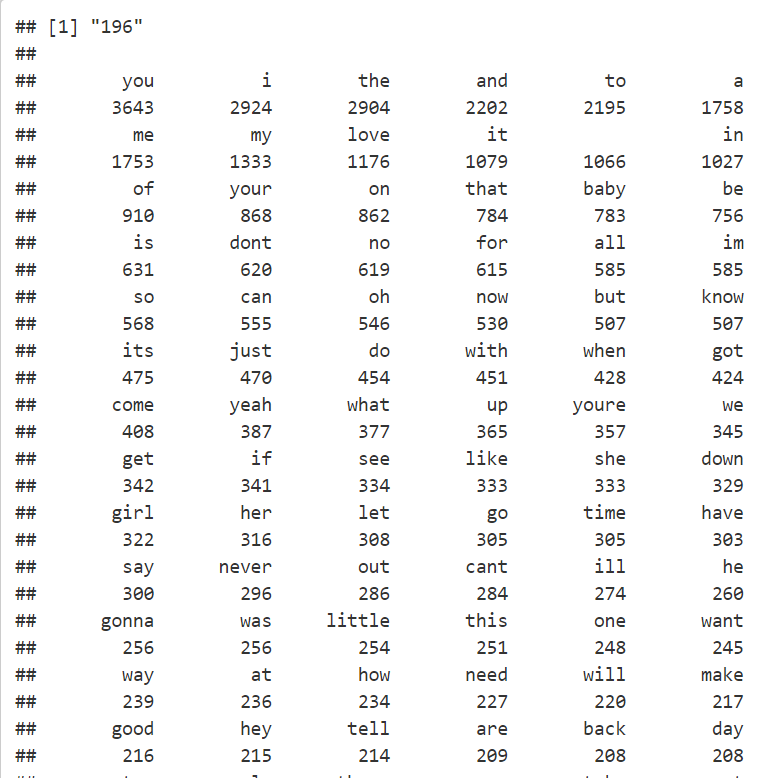 ## [1] "196"
##
## you i the and to a
## 3643 2924 2904 2202 2195 1758
## me my love it in
## 1753 1333 1176 1079 1066 1027
## of your on that baby be
## 910 868 862 784 783 756
## is dont no for all im
## 631 620 619 615 585 585
## so can oh now but know
## 568 555 546 530 507 507
## its just do with when got
## 475 470 454 451 428 424
## come yeah what up youre we
## 408 387 377 365 357 345
## get if see like she down
## 342 341 334 333 333 329
## girl her let go time have
## 322 316 308 305 305 303
## say never out cant ill he
## 300 296 286 284 274 260
## gonna was little this one want
## 256 256 254 251 248 245
## way at how need will make
## 239 236 234 227 220 217
## good hey tell are back day
## 216 215 214 209 208 208